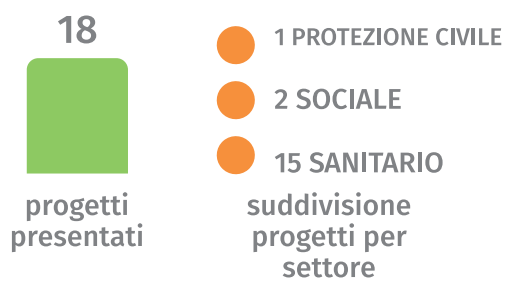 18
progetti
presentati
1 PROTEZIONE CIVILE
2 SOCIALE
15 SANITARIO
suddivisione
progetti per
settore